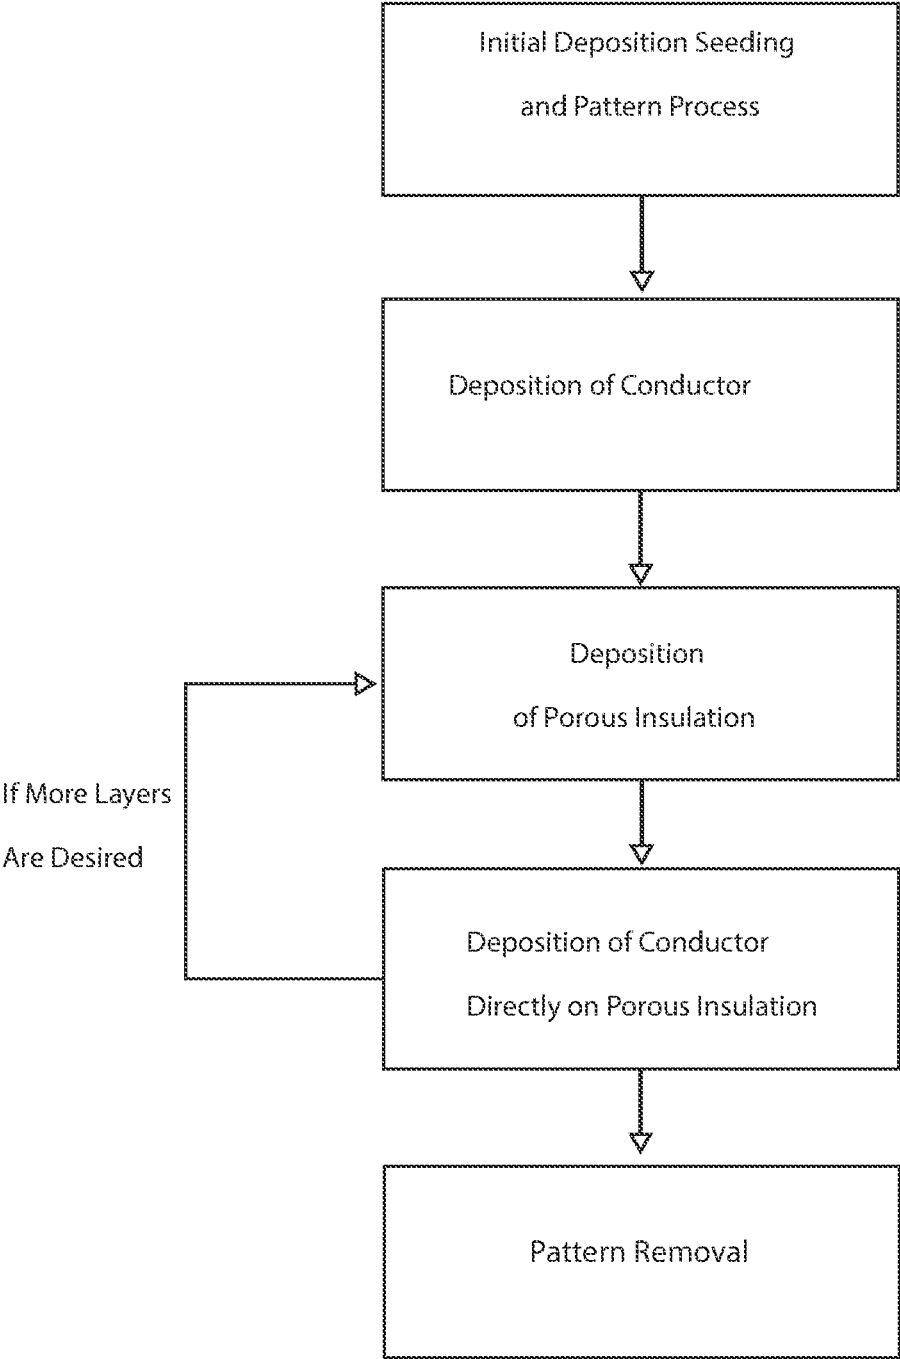 Initial Deposition Seeding
and Pattern Process
Deposition of Conductor
Deposition
of Porous Insulation
If More Layers
Are Desired
Deposition of Conductor
Directly on Porous Insulation
Pattern Removal